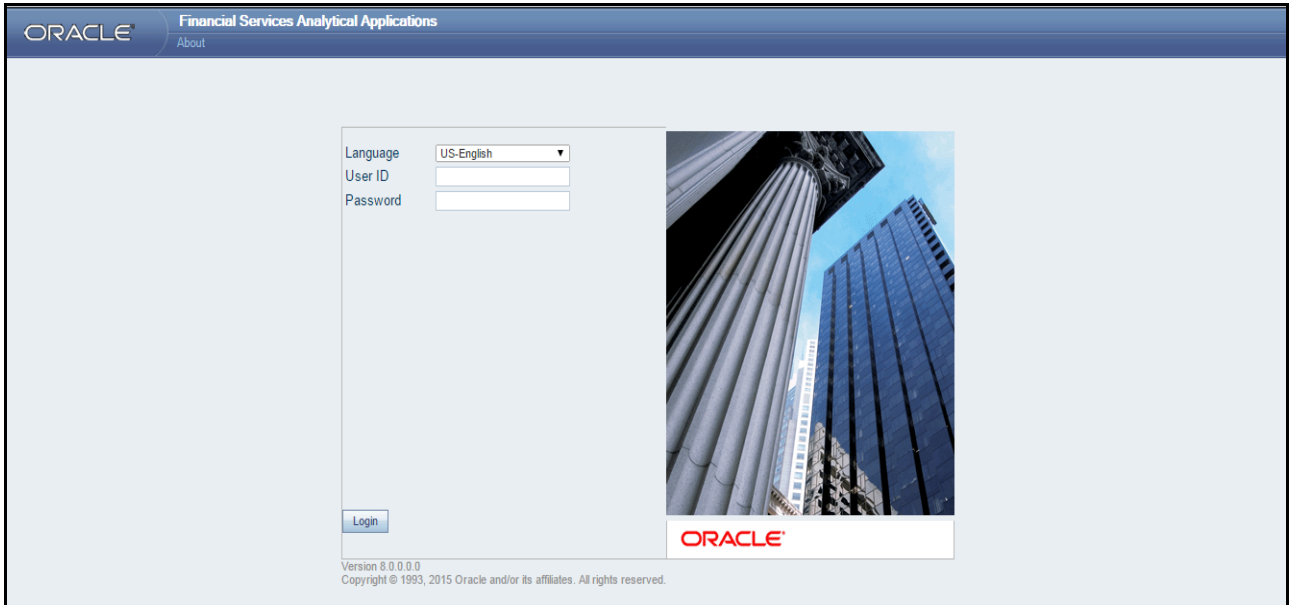 ORACLE®
Financial Services Analytical Applications
About
Language US-English
User ID
Password
Login
ORACLE®
Version 8.0.0.0.0
Copyright © 1993, 2015 Oracle and/or its affiliates. All rights reserved.